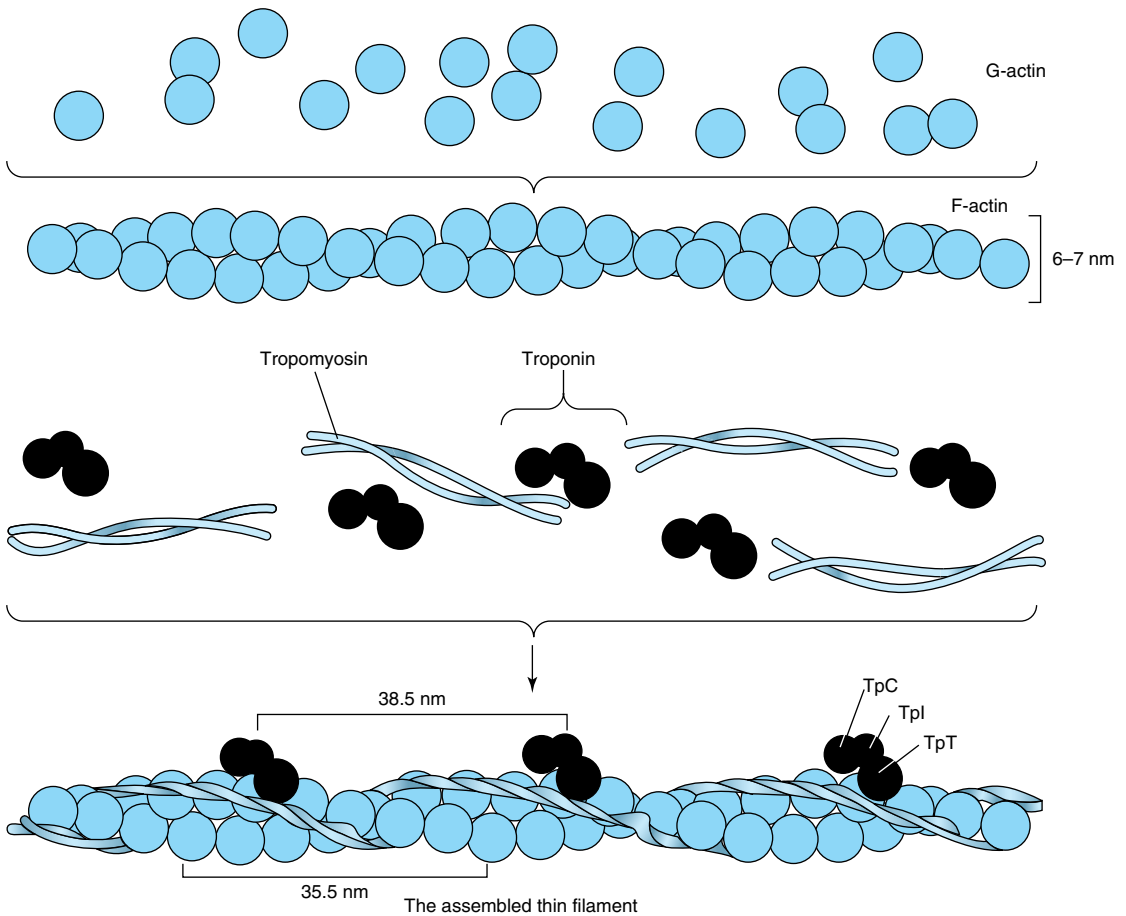 G-actin
F-actin
6–7 nm
Tropomyosin
Troponin
TpC
38.5 nm
TpI
TpT
35.5 nm
The assembled thin filament